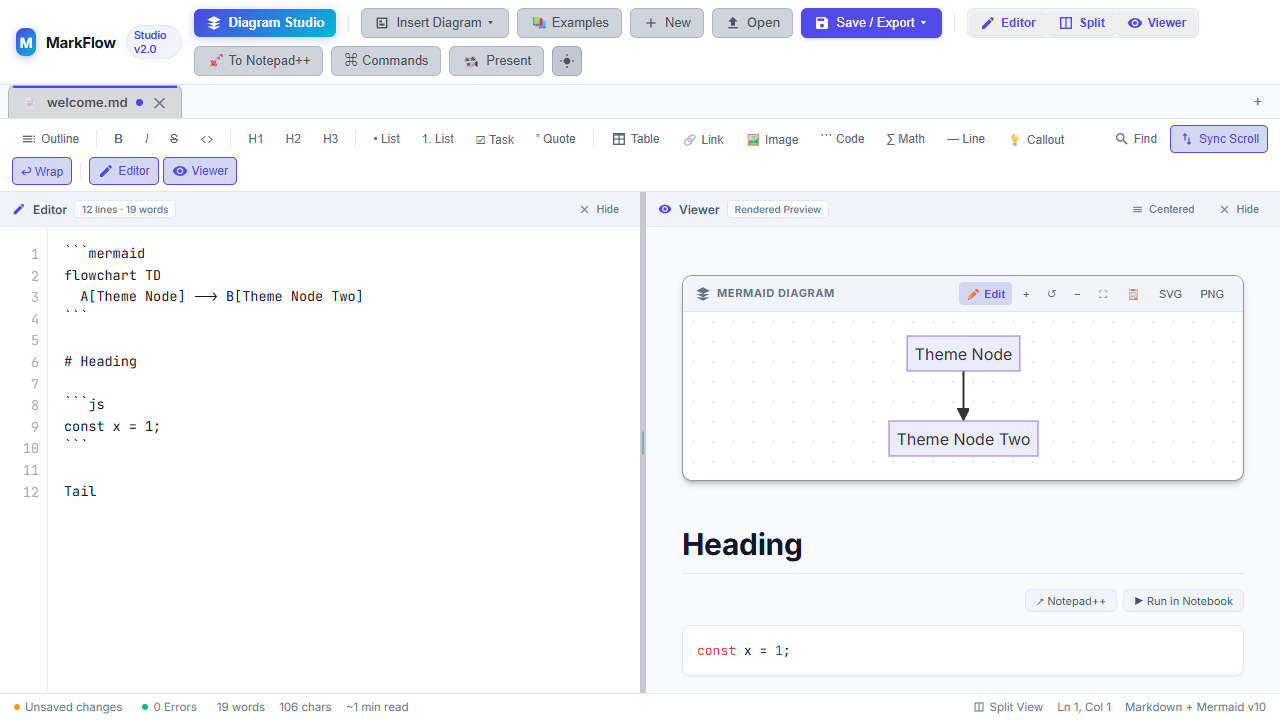 M MarkFlow Studio v2.0
Diagram Studio Insert Diagram Examples + New Open Save / Export Editor Split Viewer
To Notepad++ ⌘ Commands Present
welcome.md ● × +
Outline B I S <> H1 H2 H3 • List 1. List ☑ Task " Quote Table Link Image ``` Code ∑ Math — Line Callout Find Sync Scroll
↩ Wrap Editor Viewer
Editor 12 lines · 19 words × Hide
Viewer Rendered Preview Centered × Hide
1 ```mermaid
2 flowchart TD
3 A[Theme Node] --> B[Theme Node Two]
4 ```
5
6 # Heading
7
8 ```js
9 const x = 1;
10 ```
11
12 Tail
MERMAID DIAGRAM Edit + ↺ − SVG PNG
Theme Node
Theme Node Two
Heading
↗ Notepad++ ▶ Run in Notebook
const x = 1;
Unsaved changes 0 Errors 19 words 106 chars ~1 min read Split View Ln 1, Col 1 Markdown + Mermaid v10